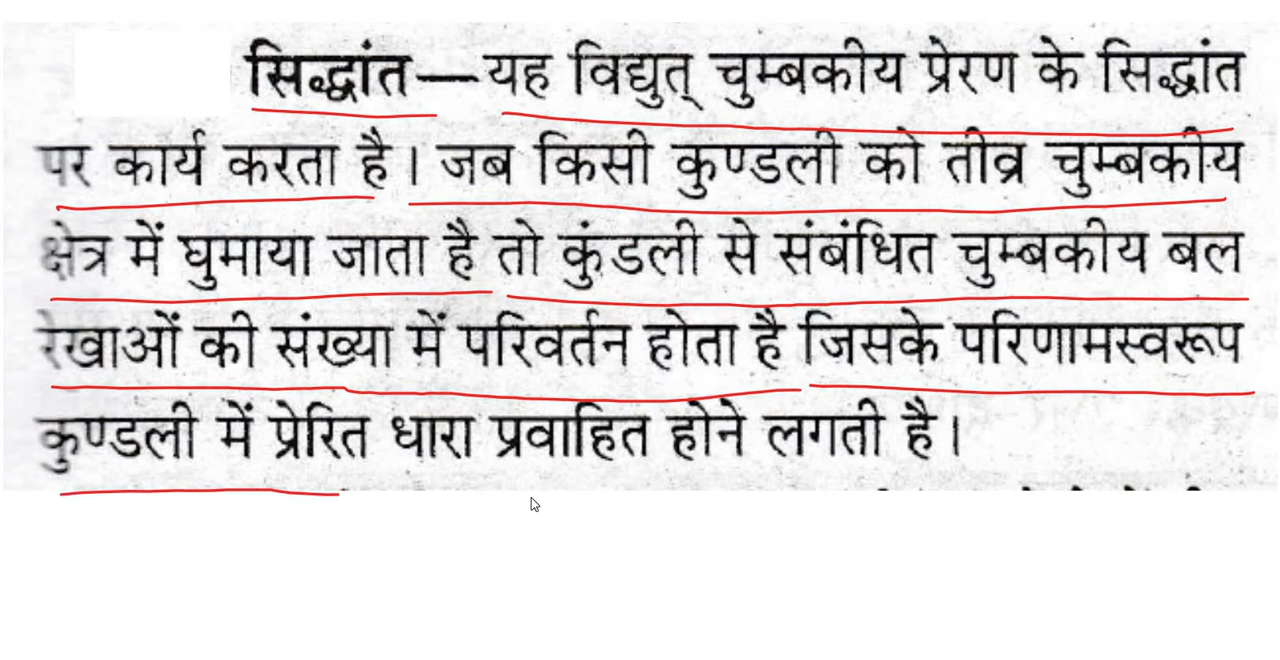 सिद्धांत—यह विद्युत् चुम्बकीय प्रेरण के सिद्धांत
पर कार्य करता है। जब किसी कुण्डली को तीव्र चुम्बकीय
क्षेत्र में घुमाया जाता है तो कुंडली से संबंधित चुम्बकीय बल
रेखाओं की संख्या में परिवर्तन होता है जिसके परिणामस्वरूप
कुण्डली में प्रेरित धारा प्रवाहित होने लगती है।